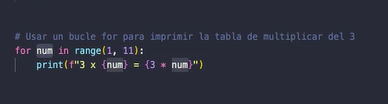 # Usar un bucle for para imprimir la tabla de multiplicar del 3
for num in range(1, 11):
    print(f"3 x {num} = {3 * num}")